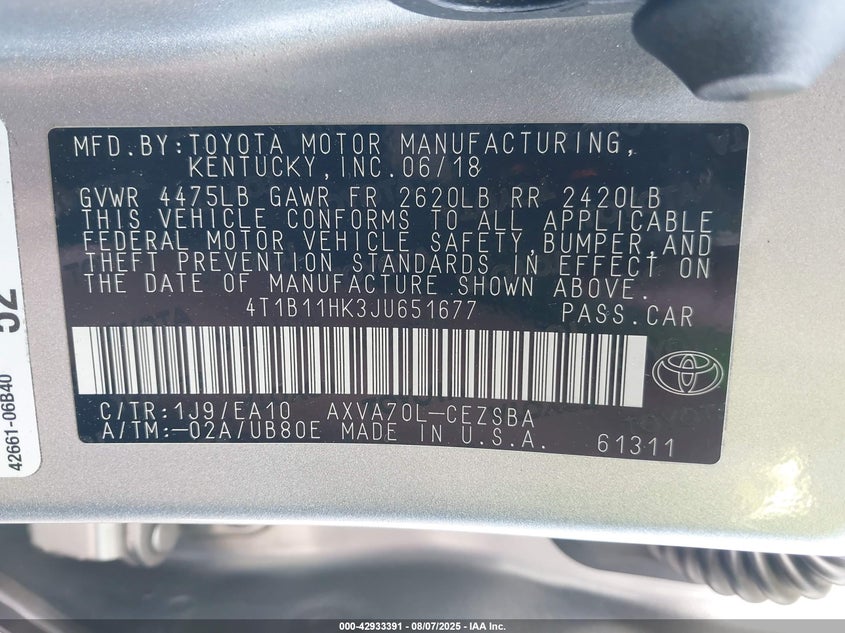 MFD.BY:TOYOTA MOTOR MANUFACTURING,
KENTUCKY,INC.06/18
GVWR 4475LB GAWR FR 2620LB RR 2420LB
THIS VEHICLE CONFORMS TO ALL APPLICABLE
FEDERAL MOTOR VEHICLE SAFETY,BUMPER,AND
THEFT PREVENTION STANDARDS IN EFFECT ON
THE DATE OF MANUFACTURE SHOWN ABOVE.
4T1B11HK3JU651677 PASS.CAR
C/TR:1J9/EA10 AXVA70L-CEZSBA
A/TM:-02A/UB80E MADE IN U.S.A. 61311
52
42661-06B40
000-42933391 - 08/07/2025 - IAA Inc.